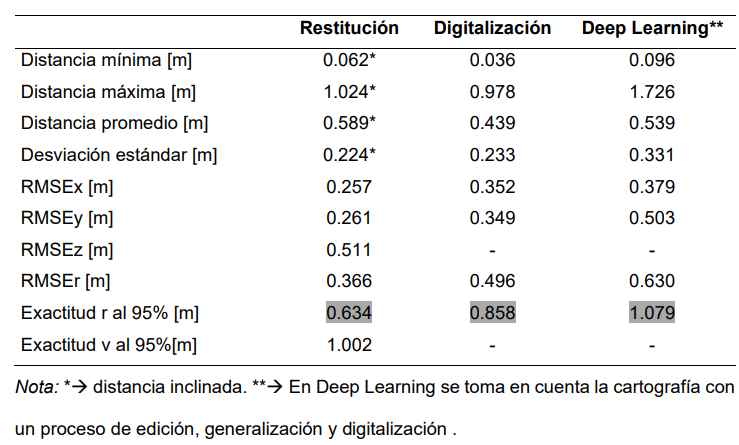 Restitución Digitalización Deep Learning**
Distancia mínima [m] 0.062* 0.036 0.096
Distancia máxima [m] 1.024* 0.978 1.726
Distancia promedio [m] 0.589* 0.439 0.539
Desviación estándar [m] 0.224* 0.233 0.331
RMSEx [m] 0.257 0.352 0.379
RMSEy [m] 0.261 0.349 0.503
RMSEz [m] 0.511 - -
RMSEr [m] 0.366 0.496 0.630
Exactitud r al 95% [m] 0.634 0.858 1.079
Exactitud v al 95%[m] 1.002 - -
Nota: *→ distancia inclinada. **→ En Deep Learning se toma en cuenta la cartografía con
un proceso de edición, generalización y digitalización .